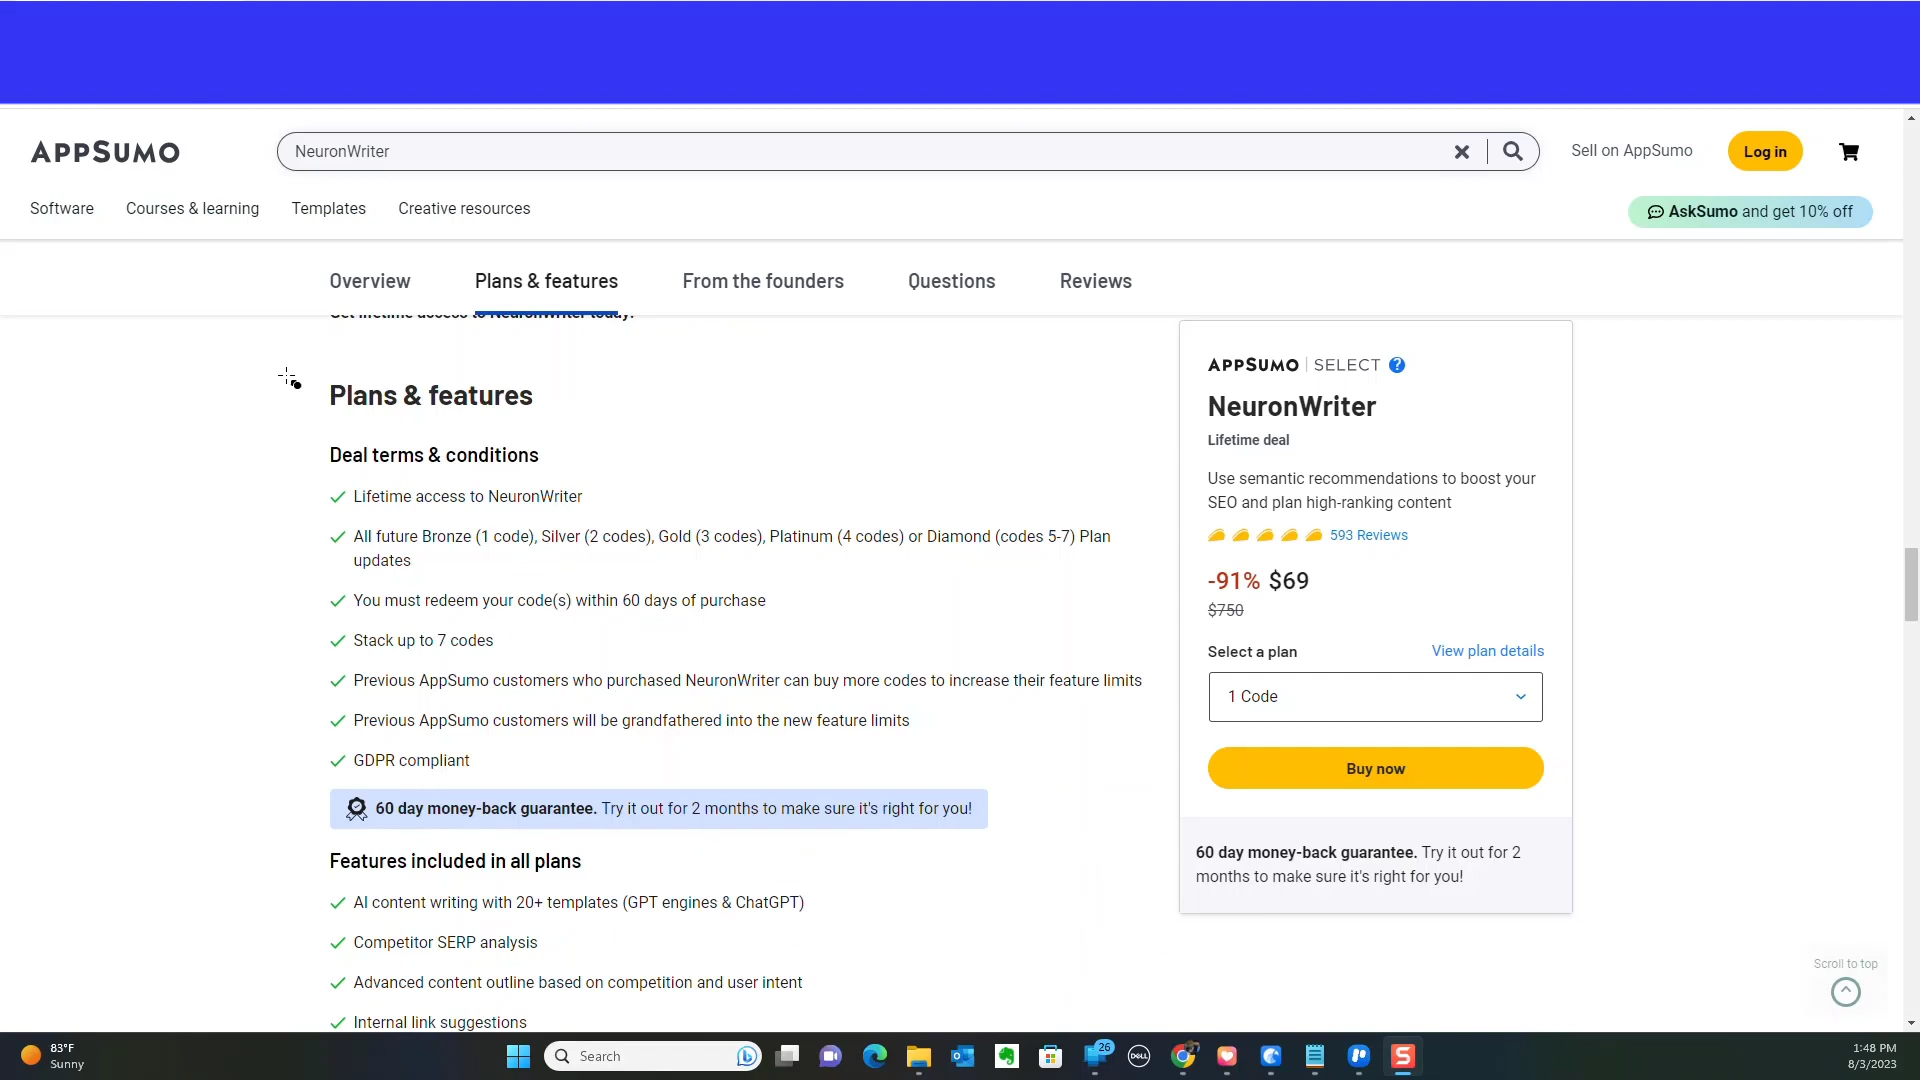 APPSUMO
NeuronWriter
Sell on AppSumo
Log in
Software
Courses & learning
Templates
Creative resources
AskSumo and get 10% off
Overview
Plans & features
From the founders
Questions
Reviews
Get lifetime access to NeuronWriter today!
Plans & features
Deal terms & conditions
Lifetime access to NeuronWriter
All future Bronze (1 code), Silver (2 codes), Gold (3 codes), Platinum (4 codes) or Diamond (codes 5-7) Plan
updates
You must redeem your code(s) within 60 days of purchase
Stack up to 7 codes
Previous AppSumo customers who purchased NeuronWriter can buy more codes to increase their feature limits
Previous AppSumo customers will be grandfathered into the new feature limits
GDPR compliant
60 day money-back guarantee. Try it out for 2 months to make sure it's right for you!
Features included in all plans
AI content writing with 20+ templates (GPT engines & ChatGPT)
Competitor SERP analysis
Advanced content outline based on competition and user intent
Internal link suggestions
APPSUMO | SELECT ?
NeuronWriter
Lifetime deal
Use semantic recommendations to boost your
SEO and plan high-ranking content
593 Reviews
-91% $69
$750
Select a plan
View plan details
1 Code
Buy now
60 day money-back guarantee. Try it out for 2
months to make sure it's right for you!
Scroll to top
83°F
Sunny
Search
26
DELL
S
1:48 PM
8/3/2023